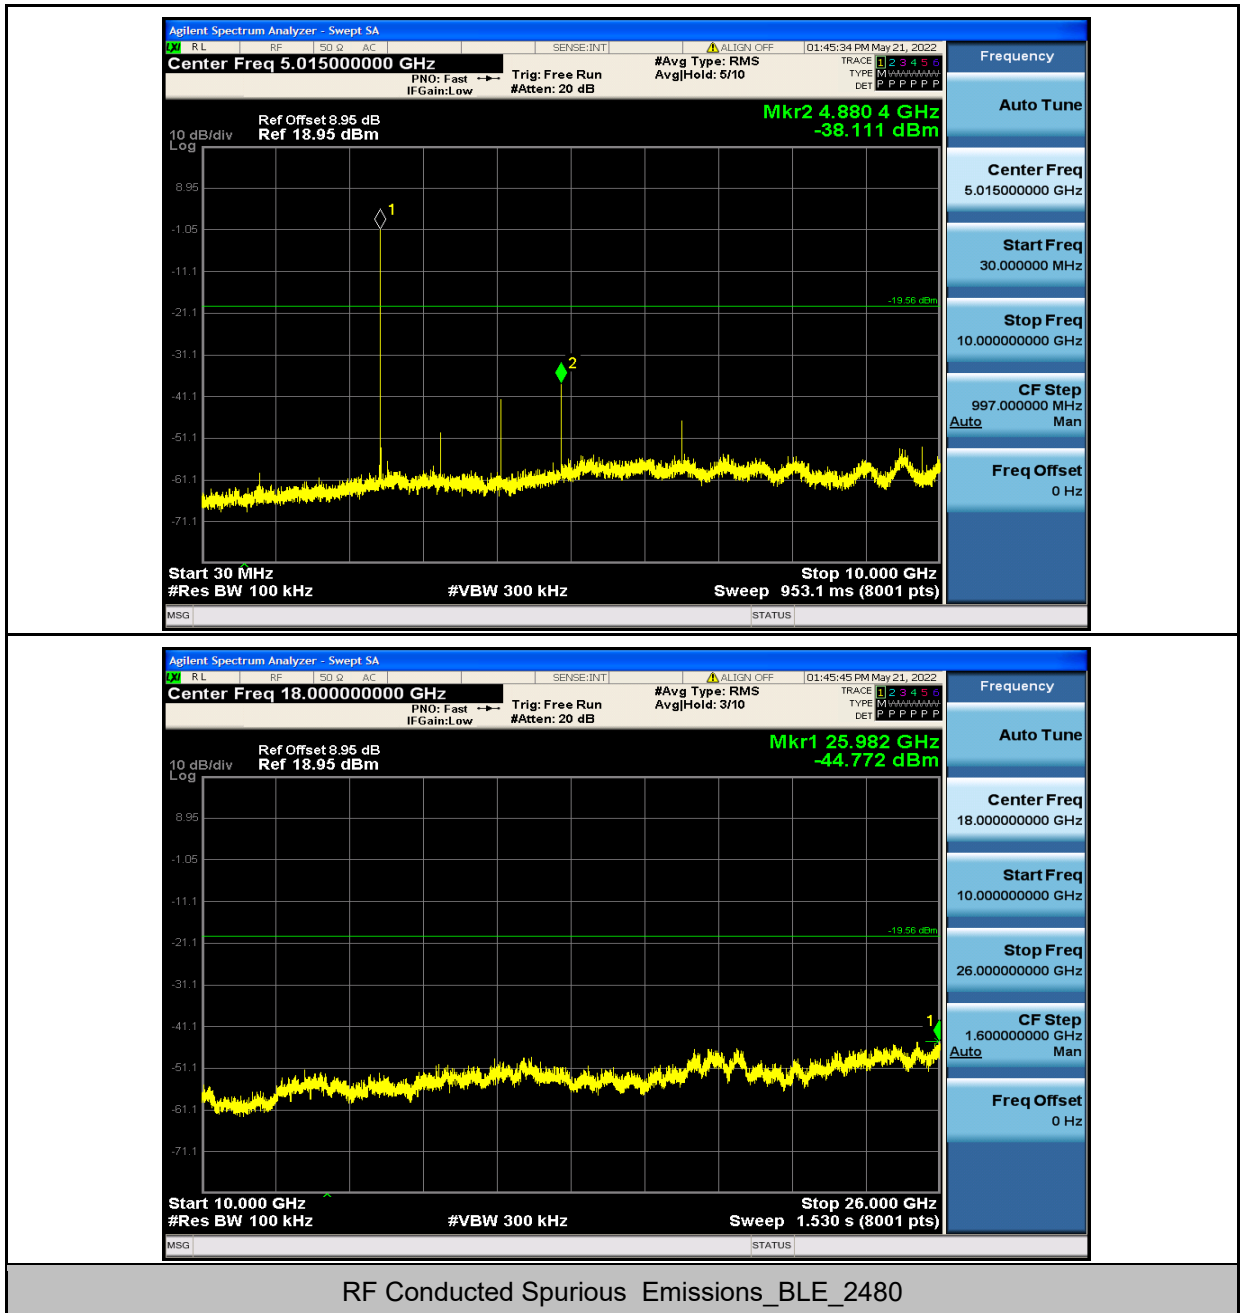 Agilent Spectrum Analyzer - Swept SA
LXI RL RF 50 Ω AC SENSE:INT ALIGN OFF 01:45:34 PM May 21, 2022
Center Freq 5.015000000 GHz
PNO: Fast
IFGain:Low
Trig: Free Run
#Atten: 20 dB
#Avg Type: RMS
Avg|Hold: 5/10
TRACE 1 2 3 4 5 6
TYPE M
DET P P P P P P
Mkr2 4.880 4 GHz
-38.111 dBm
Ref Offset 8.95 dB
10 dB/div Ref 18.95 dBm
Log
8.95
-1.05
-11.1
-21.1
-31.1
-41.1
-51.1
-61.1
-71.1
1
-19.56 dBm
2
Start 30 MHz Stop 10.000 GHz
#Res BW 100 kHz #VBW 300 kHz Sweep 953.1 ms (8001 pts)
MSG STATUS
Frequency
Auto Tune
Center Freq
5.015000000 GHz
Start Freq
30.000000 MHz
Stop Freq
10.000000000 GHz
CF Step
997.000000 MHz
Auto Man
Freq Offset
0 Hz
Agilent Spectrum Analyzer - Swept SA
LXI RL RF 50 Ω AC SENSE:INT ALIGN OFF 01:45:45 PM May 21, 2022
Center Freq 18.000000000 GHz
PNO: Fast
IFGain:Low
Trig: Free Run
#Atten: 20 dB
#Avg Type: RMS
Avg|Hold: 3/10
TRACE 1 2 3 4 5 6
TYPE M
DET P P P P P P
Mkr1 25.982 GHz
-44.772 dBm
Ref Offset 8.95 dB
10 dB/div Ref 18.95 dBm
Log
8.95
-1.05
-11.1
-21.1
-31.1
-41.1
-51.1
-61.1
-71.1
-19.56 dBm
1
Start 10.000 GHz Stop 26.000 GHz
#Res BW 100 kHz #VBW 300 kHz Sweep 1.530 s (8001 pts)
MSG STATUS
Frequency
Auto Tune
Center Freq
18.000000000 GHz
Start Freq
10.000000000 GHz
Stop Freq
26.000000000 GHz
CF Step
1.600000000 GHz
Auto Man
Freq Offset
0 Hz
RF Conducted Spurious Emissions_BLE_2480